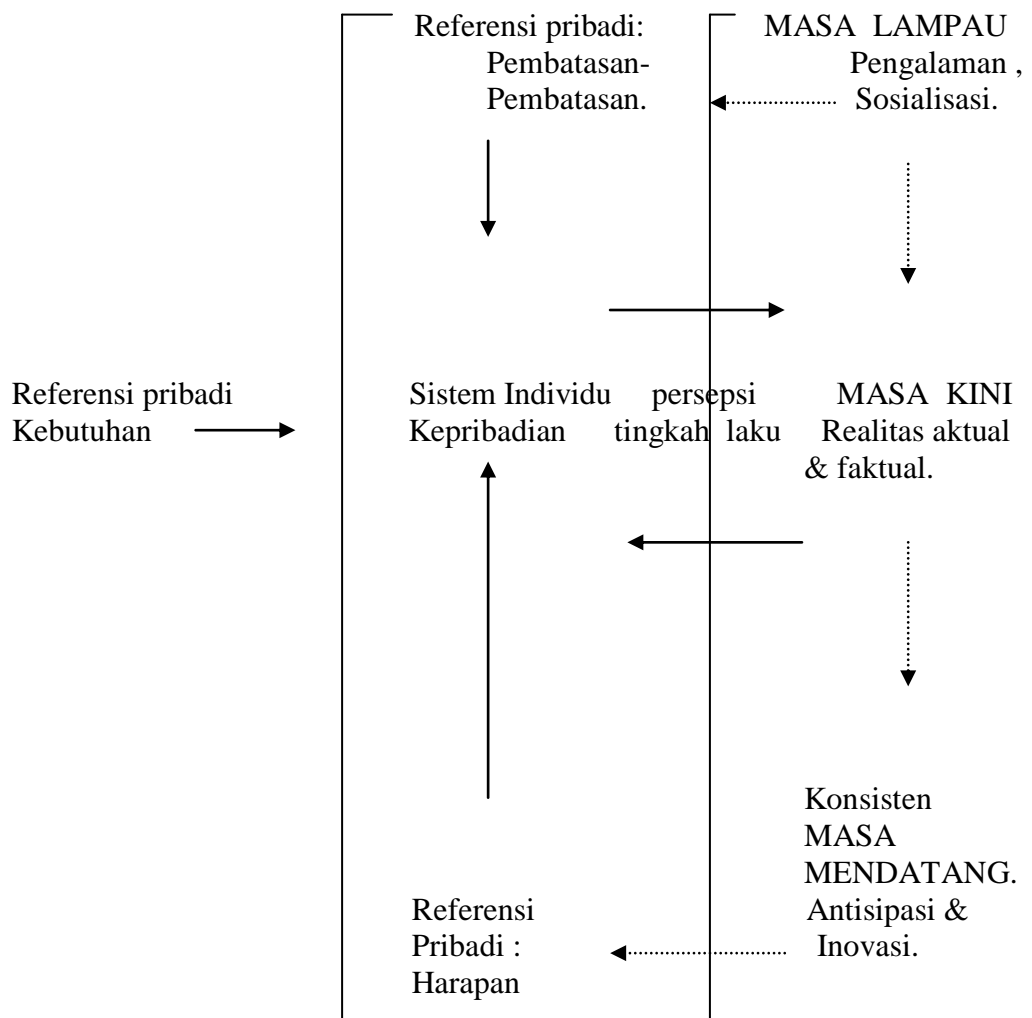 Referensi pribadi: MASA LAMPAU
Pembatasan- Pengalaman ,
Pembatasan. Sosialisasi.
Referensi pribadi Sistem Individu persepsi MASA KINI
Kebutuhan Kepribadian tingkah laku Realitas aktual
& faktual.
Konsisten
MASA
MENDATANG.
Referensi Antisipasi &
Pribadi : Inovasi.
Harapan